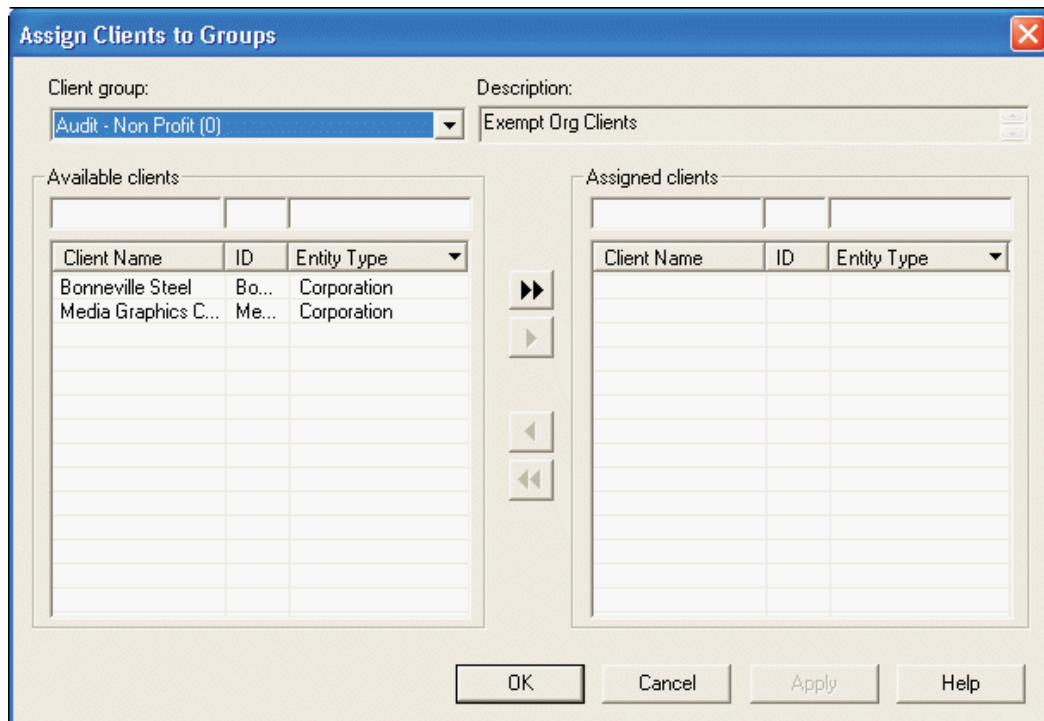 Assign Clients to Groups
Client group:
Description:
Audit - Non Profit (0)
Exempt Org Clients
Available clients
Assigned clients
Client Name ID Entity Type
Client Name ID Entity Type
Bonneville Steel Bo... Corporation
Media Graphics C... Me... Corporation
OK Cancel Apply Help